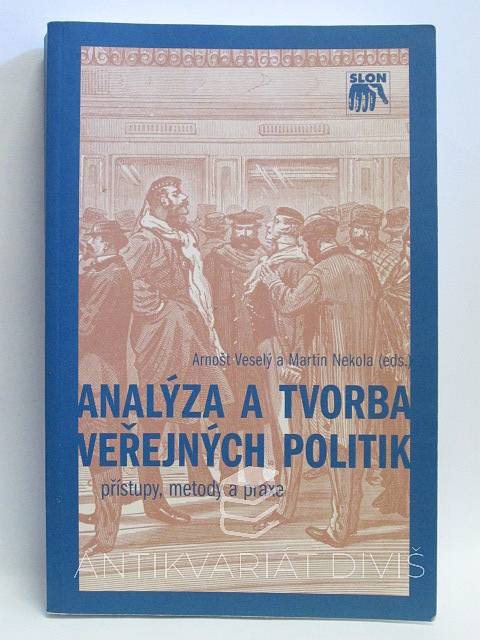 SLON
Arnošt Veselý a Martin Nekola (eds.)
ANALÝZA A TVORBA
VEŘEJNÝCH POLITIK
přístupy, metody a praxe
ANTIKVARIÁT DIVIŠ